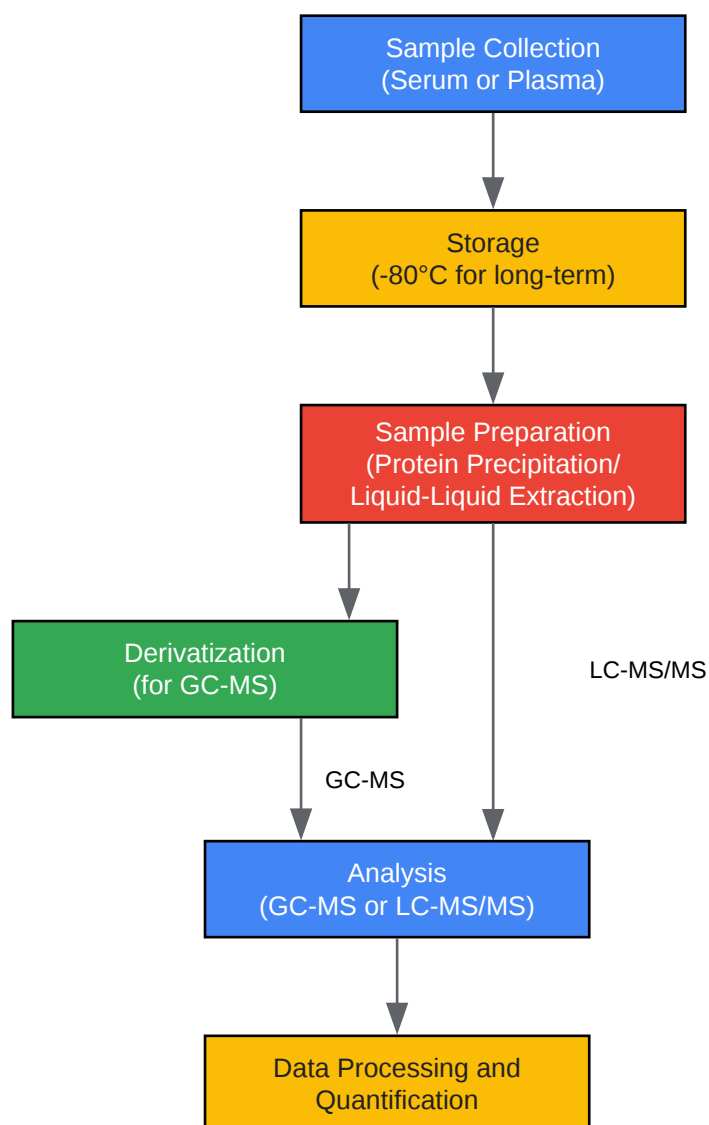 Sample Collection
(Serum or Plasma)
Storage
(-80°C for long-term)
Sample Preparation
(Protein Precipitation/
Liquid-Liquid Extraction)
Derivatization
(for GC-MS)
LC-MS/MS
GC-MS
Analysis
(GC-MS or LC-MS/MS)
Data Processing and
Quantification